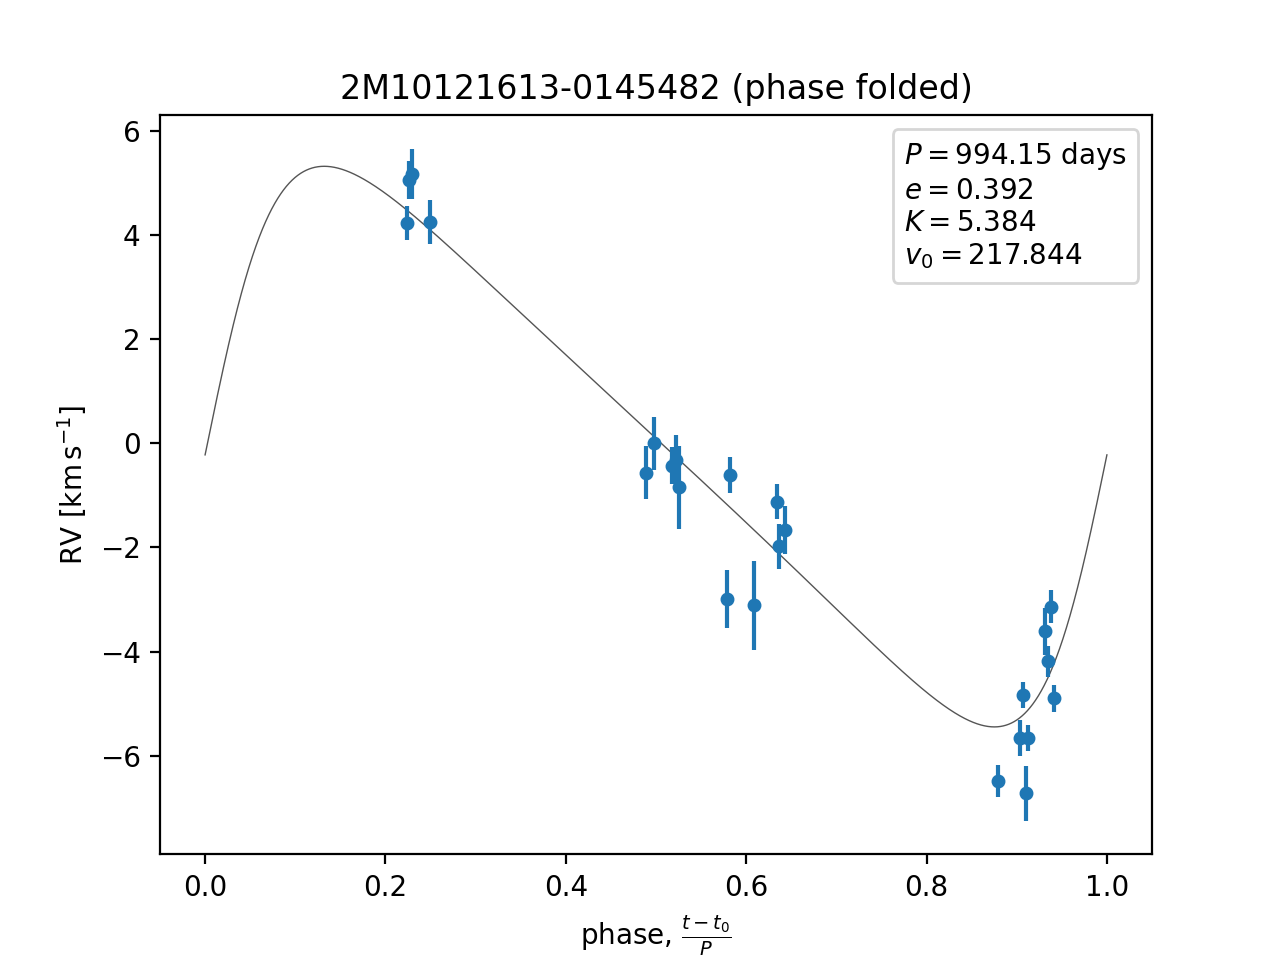 2M10121613-0145482 (phase folded)
P = 994.15 days
e = 0.392
K = 5.384
v₀ = 217.844
RV [km s⁻¹]
6
4
2
0
−2
−4
−6
0.0 0.2 0.4 0.6 0.8 1.0
phase, (t − t₀)/P